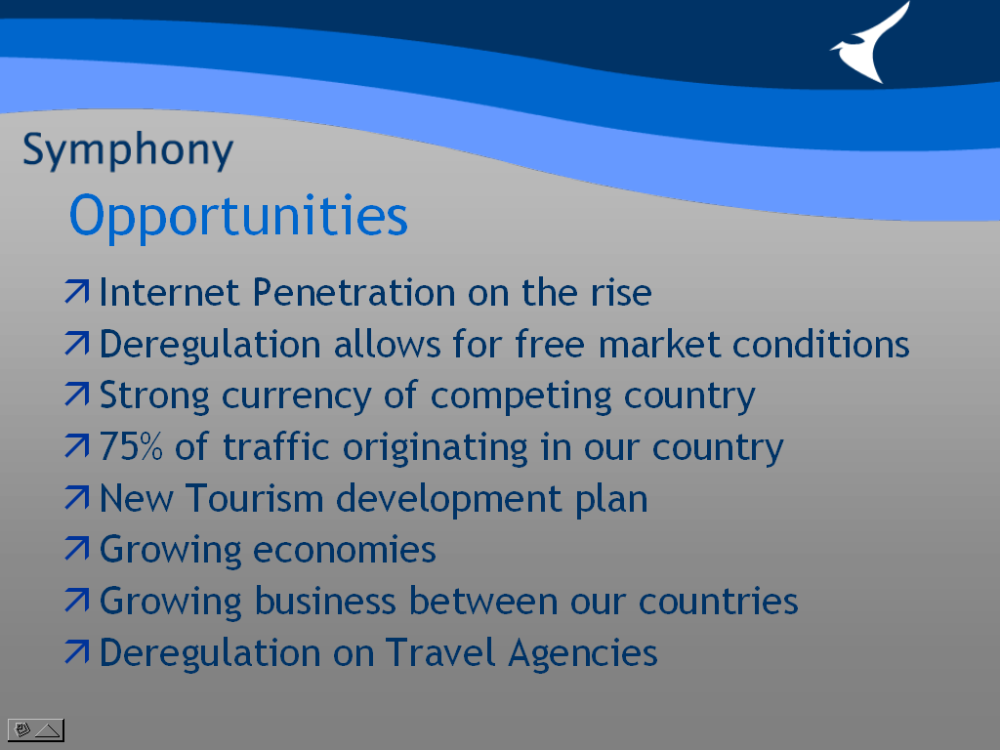 Symphony
Opportunities
Internet Penetration on the rise
Deregulation allows for free market conditions
Strong currency of competing country
75% of traffic originating in our country
New Tourism development plan
Growing economies
Growing business between our countries
Deregulation on Travel Agencies